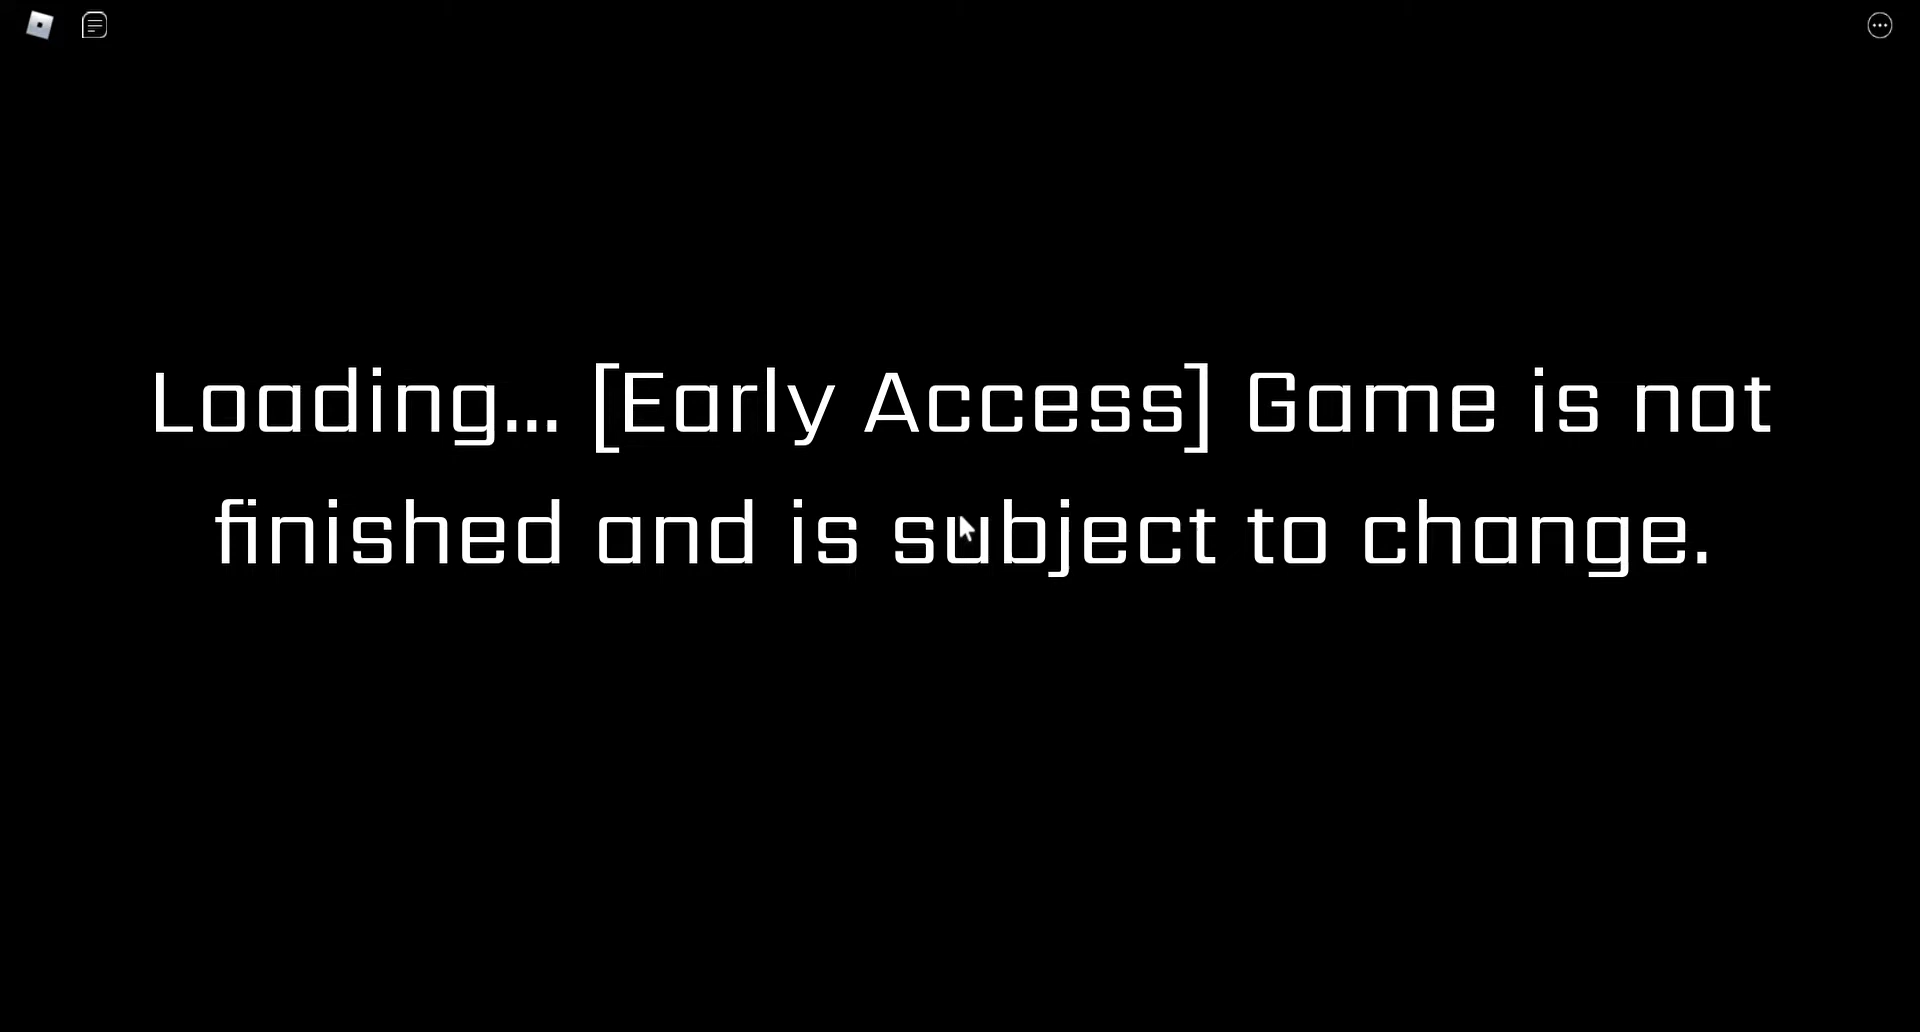 Loading... [Early Access] Game is not
finished and is subject to change.